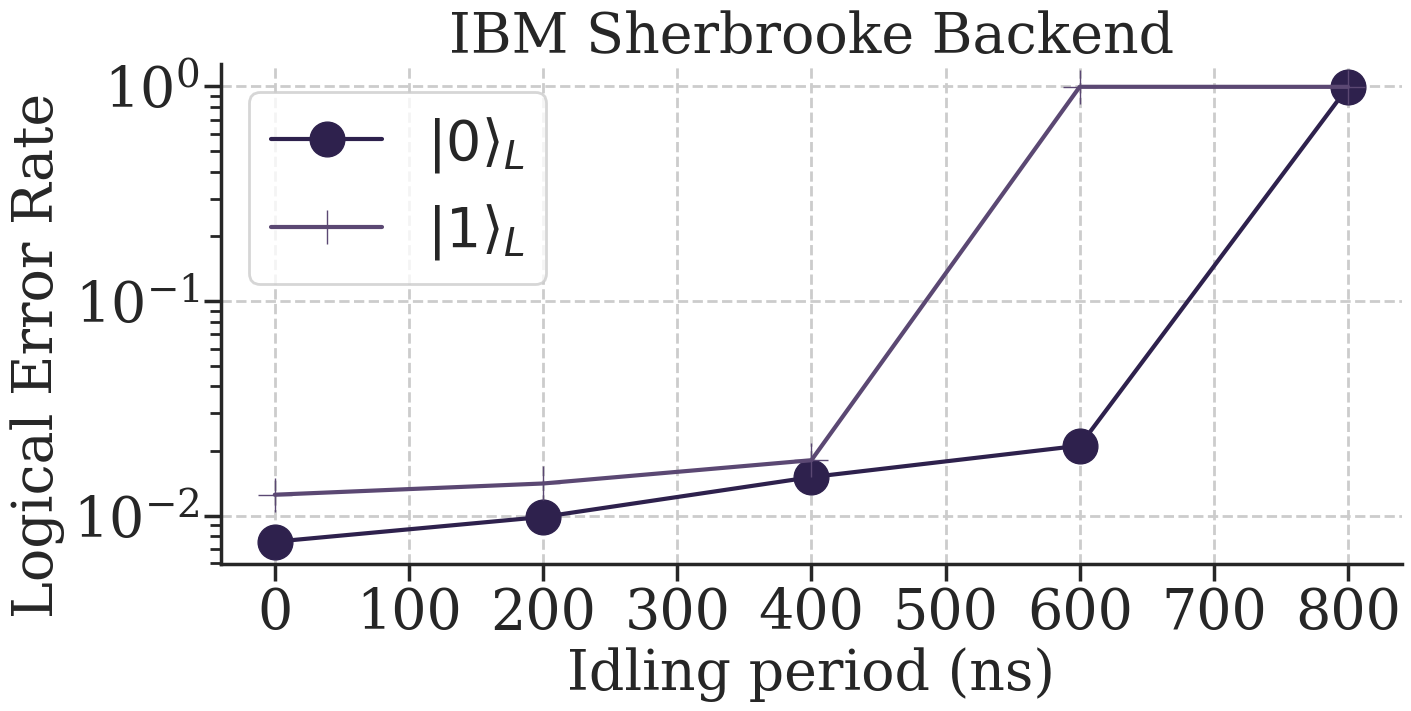 IBM Sherbrooke Backend
Logical Error Rate
10⁰
10⁻¹
10⁻²
|0⟩L
|1⟩L
0 100 200 300 400 500 600 700 800
Idling period (ns)